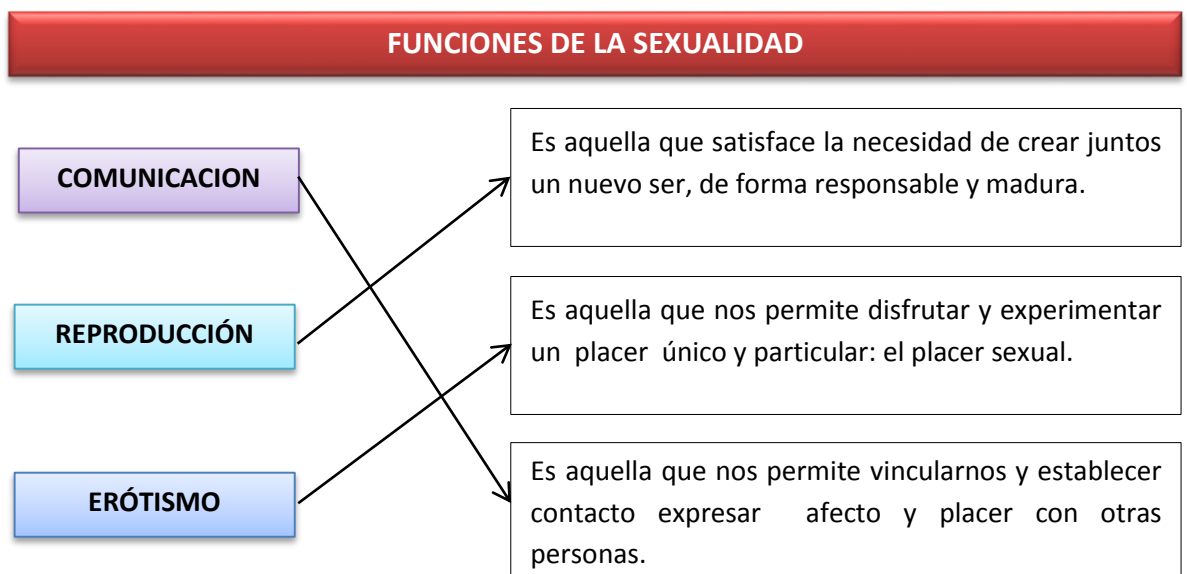 FUNCIONES DE LA SEXUALIDAD
COMUNICACION
Es aquella que satisface la necesidad de crear juntos
un nuevo ser, de forma responsable y madura.
REPRODUCCIÓN
Es aquella que nos permite disfrutar y experimentar
un placer único y particular: el placer sexual.
ERÓTISMO
Es aquella que nos permite vincularnos y establecer
contacto expresar afecto y placer con otras
personas.